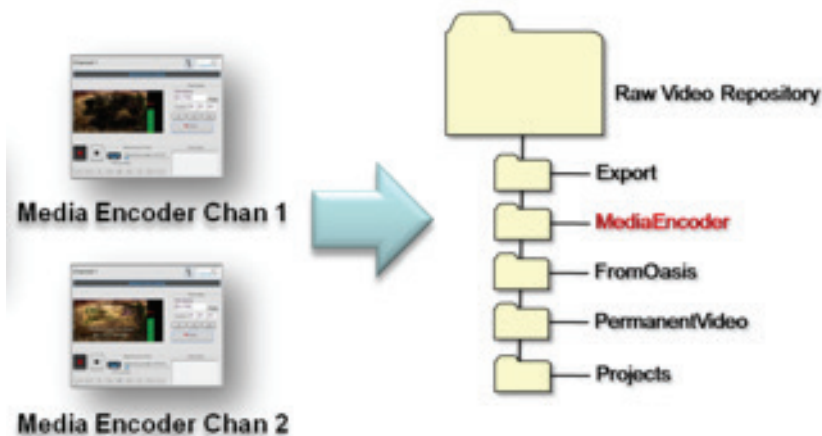 Media Encoder Chan 1
Media Encoder Chan 2
Raw Video Repository
Export
MediaEncoder
FromOasis
PermanentVideo
Projects